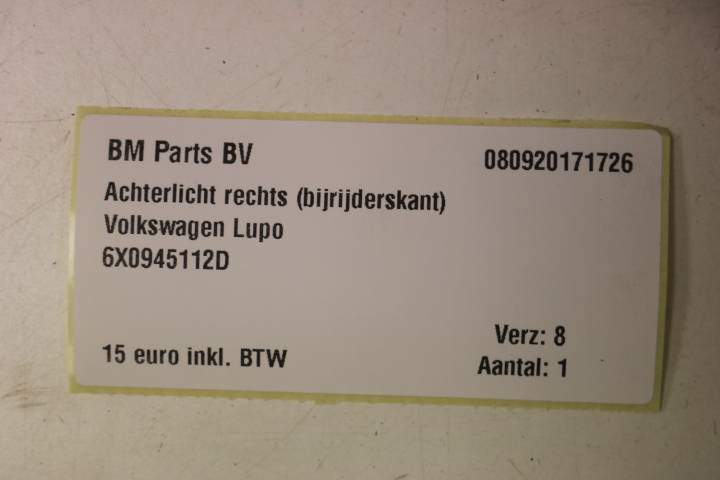 BM Parts BV
080920171726
Achterlicht rechts (bijrijderskant)
Volkswagen Lupo
6X0945112D
Verz: 8
15 euro inkl. BTW
Aantal: 1